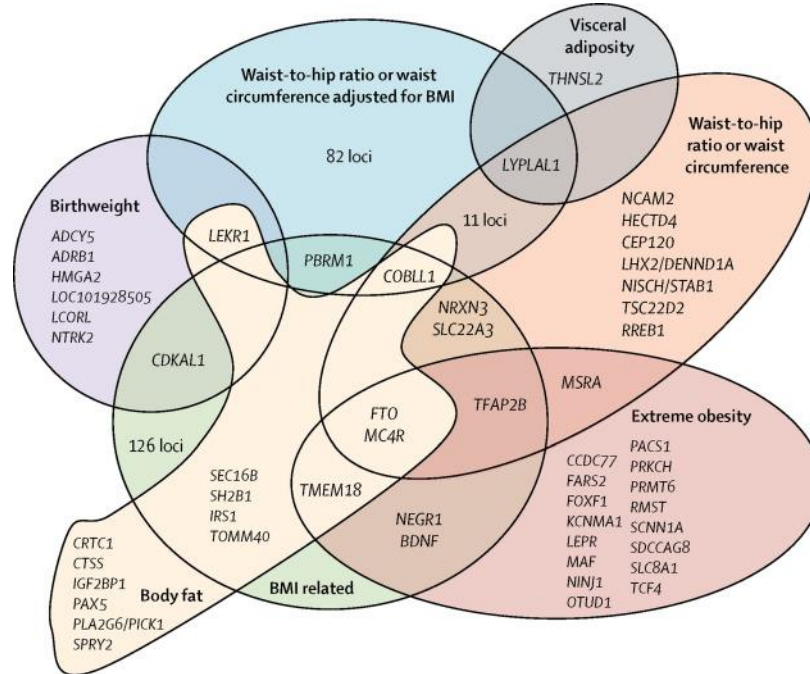 Visceral
adiposity
THNSL2
Waist-to-hip ratio or waist
circumference adjusted for BMI
82 loci
LYPLAL1
Waist-to-hip
ratio or waist
circumference
11 loci
NCAM2
HECTD4
CEP120
LHX2/DENND1A
NISCH/STAB1
TSC22D2
RREB1
Birthweight
ADCY5
ADRB1
HMGA2
LOC101928505
LCORL
NTRK2
LEKR1
PBRM1
COBLL1
NRXN3
SLC22A3
CDKAL1
MSRA
TFAP2B
FTO
MC4R
126 loci
SEC16B
SH2B1
IRS1
TOMM40
TMEM18
NEGR1
BDNF
BMI related
Extreme obesity
CCDC77
FARS2
FOXF1
KCNMA1
LEPR
MAF
NINJ1
OTUD1
PACS1
PRKCH
PRMT6
RMST
SCNN1A
SDCCAG8
SLC8A1
TCF4
CRTC1
CTSS
IGF2BP1
PAX5
PLA2G6/PICK1
SPRY2
Body fat